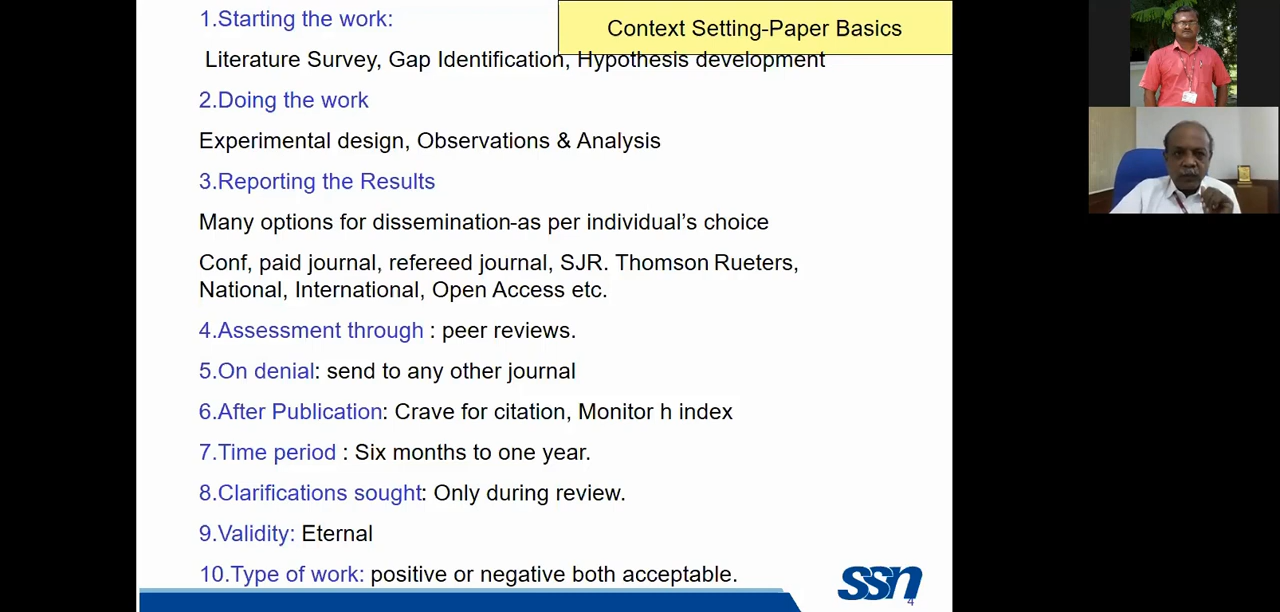 1.Starting the work:
Context Setting-Paper Basics
Literature Survey, Gap Identification, Hypothesis development
2.Doing the work
Experimental design, Observations & Analysis
3.Reporting the Results
Many options for dissemination-as per individual’s choice
Conf, paid journal, refereed journal, SJR. Thomson Rueters,
National, International, Open Access etc.
4.Assessment through : peer reviews.
5.On denial: send to any other journal
6.After Publication: Crave for citation, Monitor h index
7.Time period : Six months to one year.
8.Clarifications sought: Only during review.
9.Validity: Eternal
10.Type of work: positive or negative both acceptable.
ssn
4